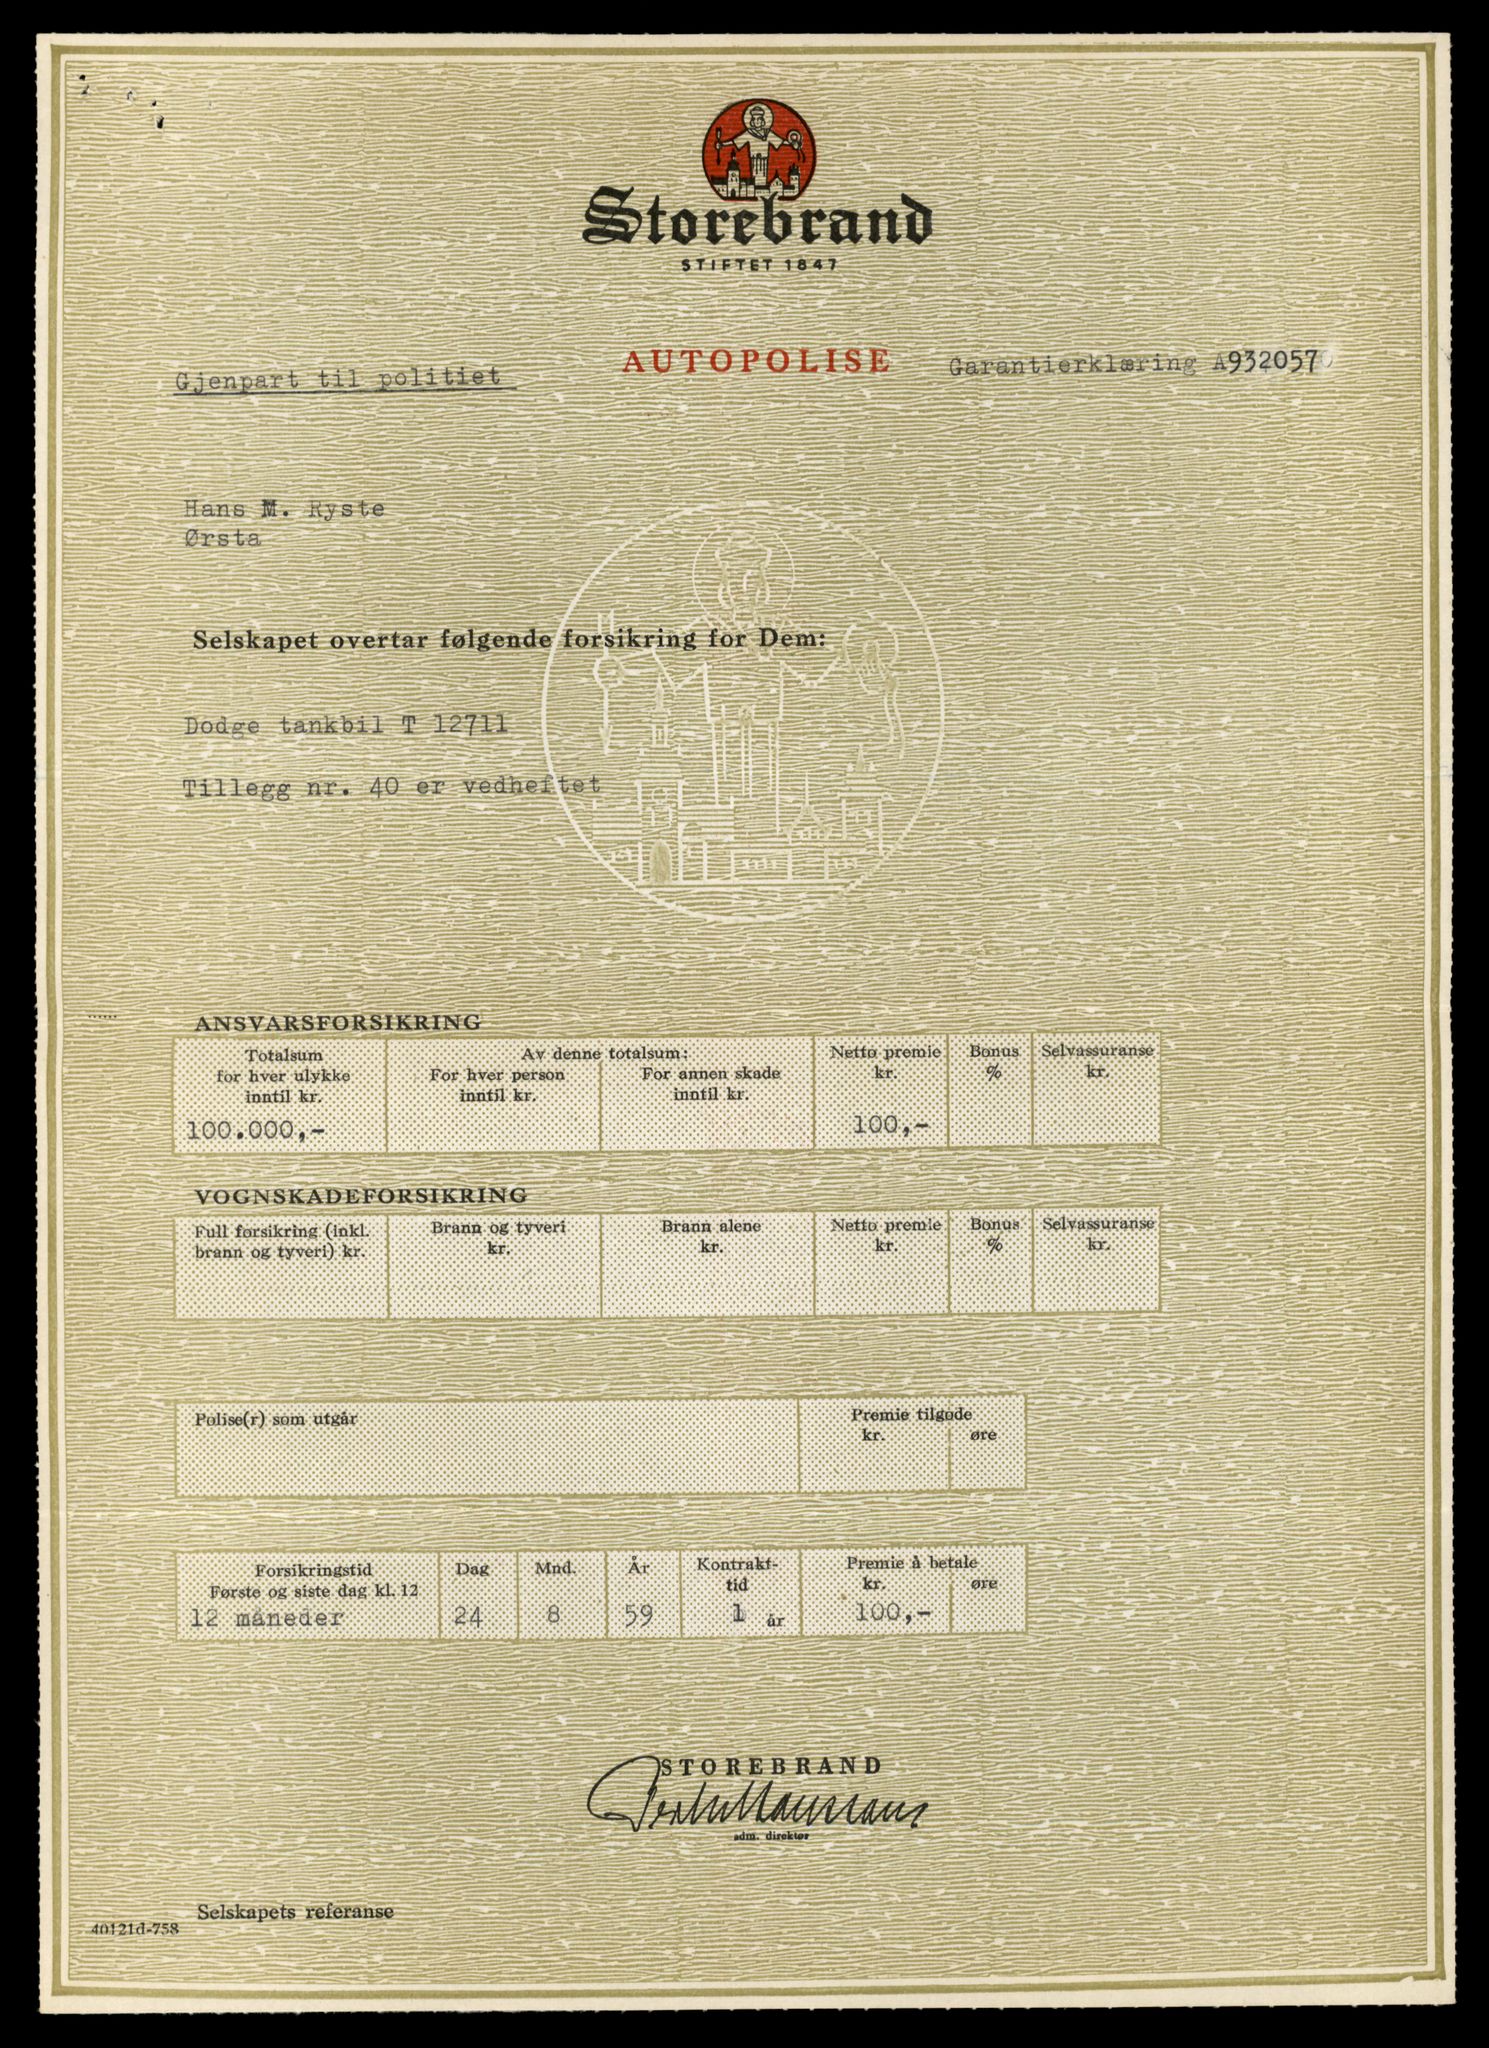 Storebrand
STIFTET 1847
AUTOPOLISE
Garantierklæring A9320570
Gjenpart til politiet
Hans M. Ryste
Ørsta
Selskapet overtar følgende forsikring for Dem:
Dodge tankbil T 12711
Tillegg nr. 40 er vedheftet
ANSVARSFORSIKRING
Totalsum
for hver ulykke
inntil kr.
Av denne totalsum:
For hver person
inntil kr.
For annen skade
inntil kr.
Netto premie
kr.
Bonus
%
Selvassuranse
kr.
100.000,-
100,-
VOGNSKADEFORSIKRING
Full forsikring (inkl.
brann og tyveri) kr.
Brann og tyveri
kr.
Brann alene
kr.
Netto premie
kr.
Bonus
%
Selvassuranse
kr.
Polise(r) som utgår
Premie tilgode
kr. øre
Forsikringstid
Første og siste dag kl. 12
12 måneder
Dag
24
Mnd.
8
År
59
Kontrakt-
tid
1 år
Premie å betale
kr. øre
100,-
STOREBRAND
adm. direktør
Selskapets referanse
40121d-758